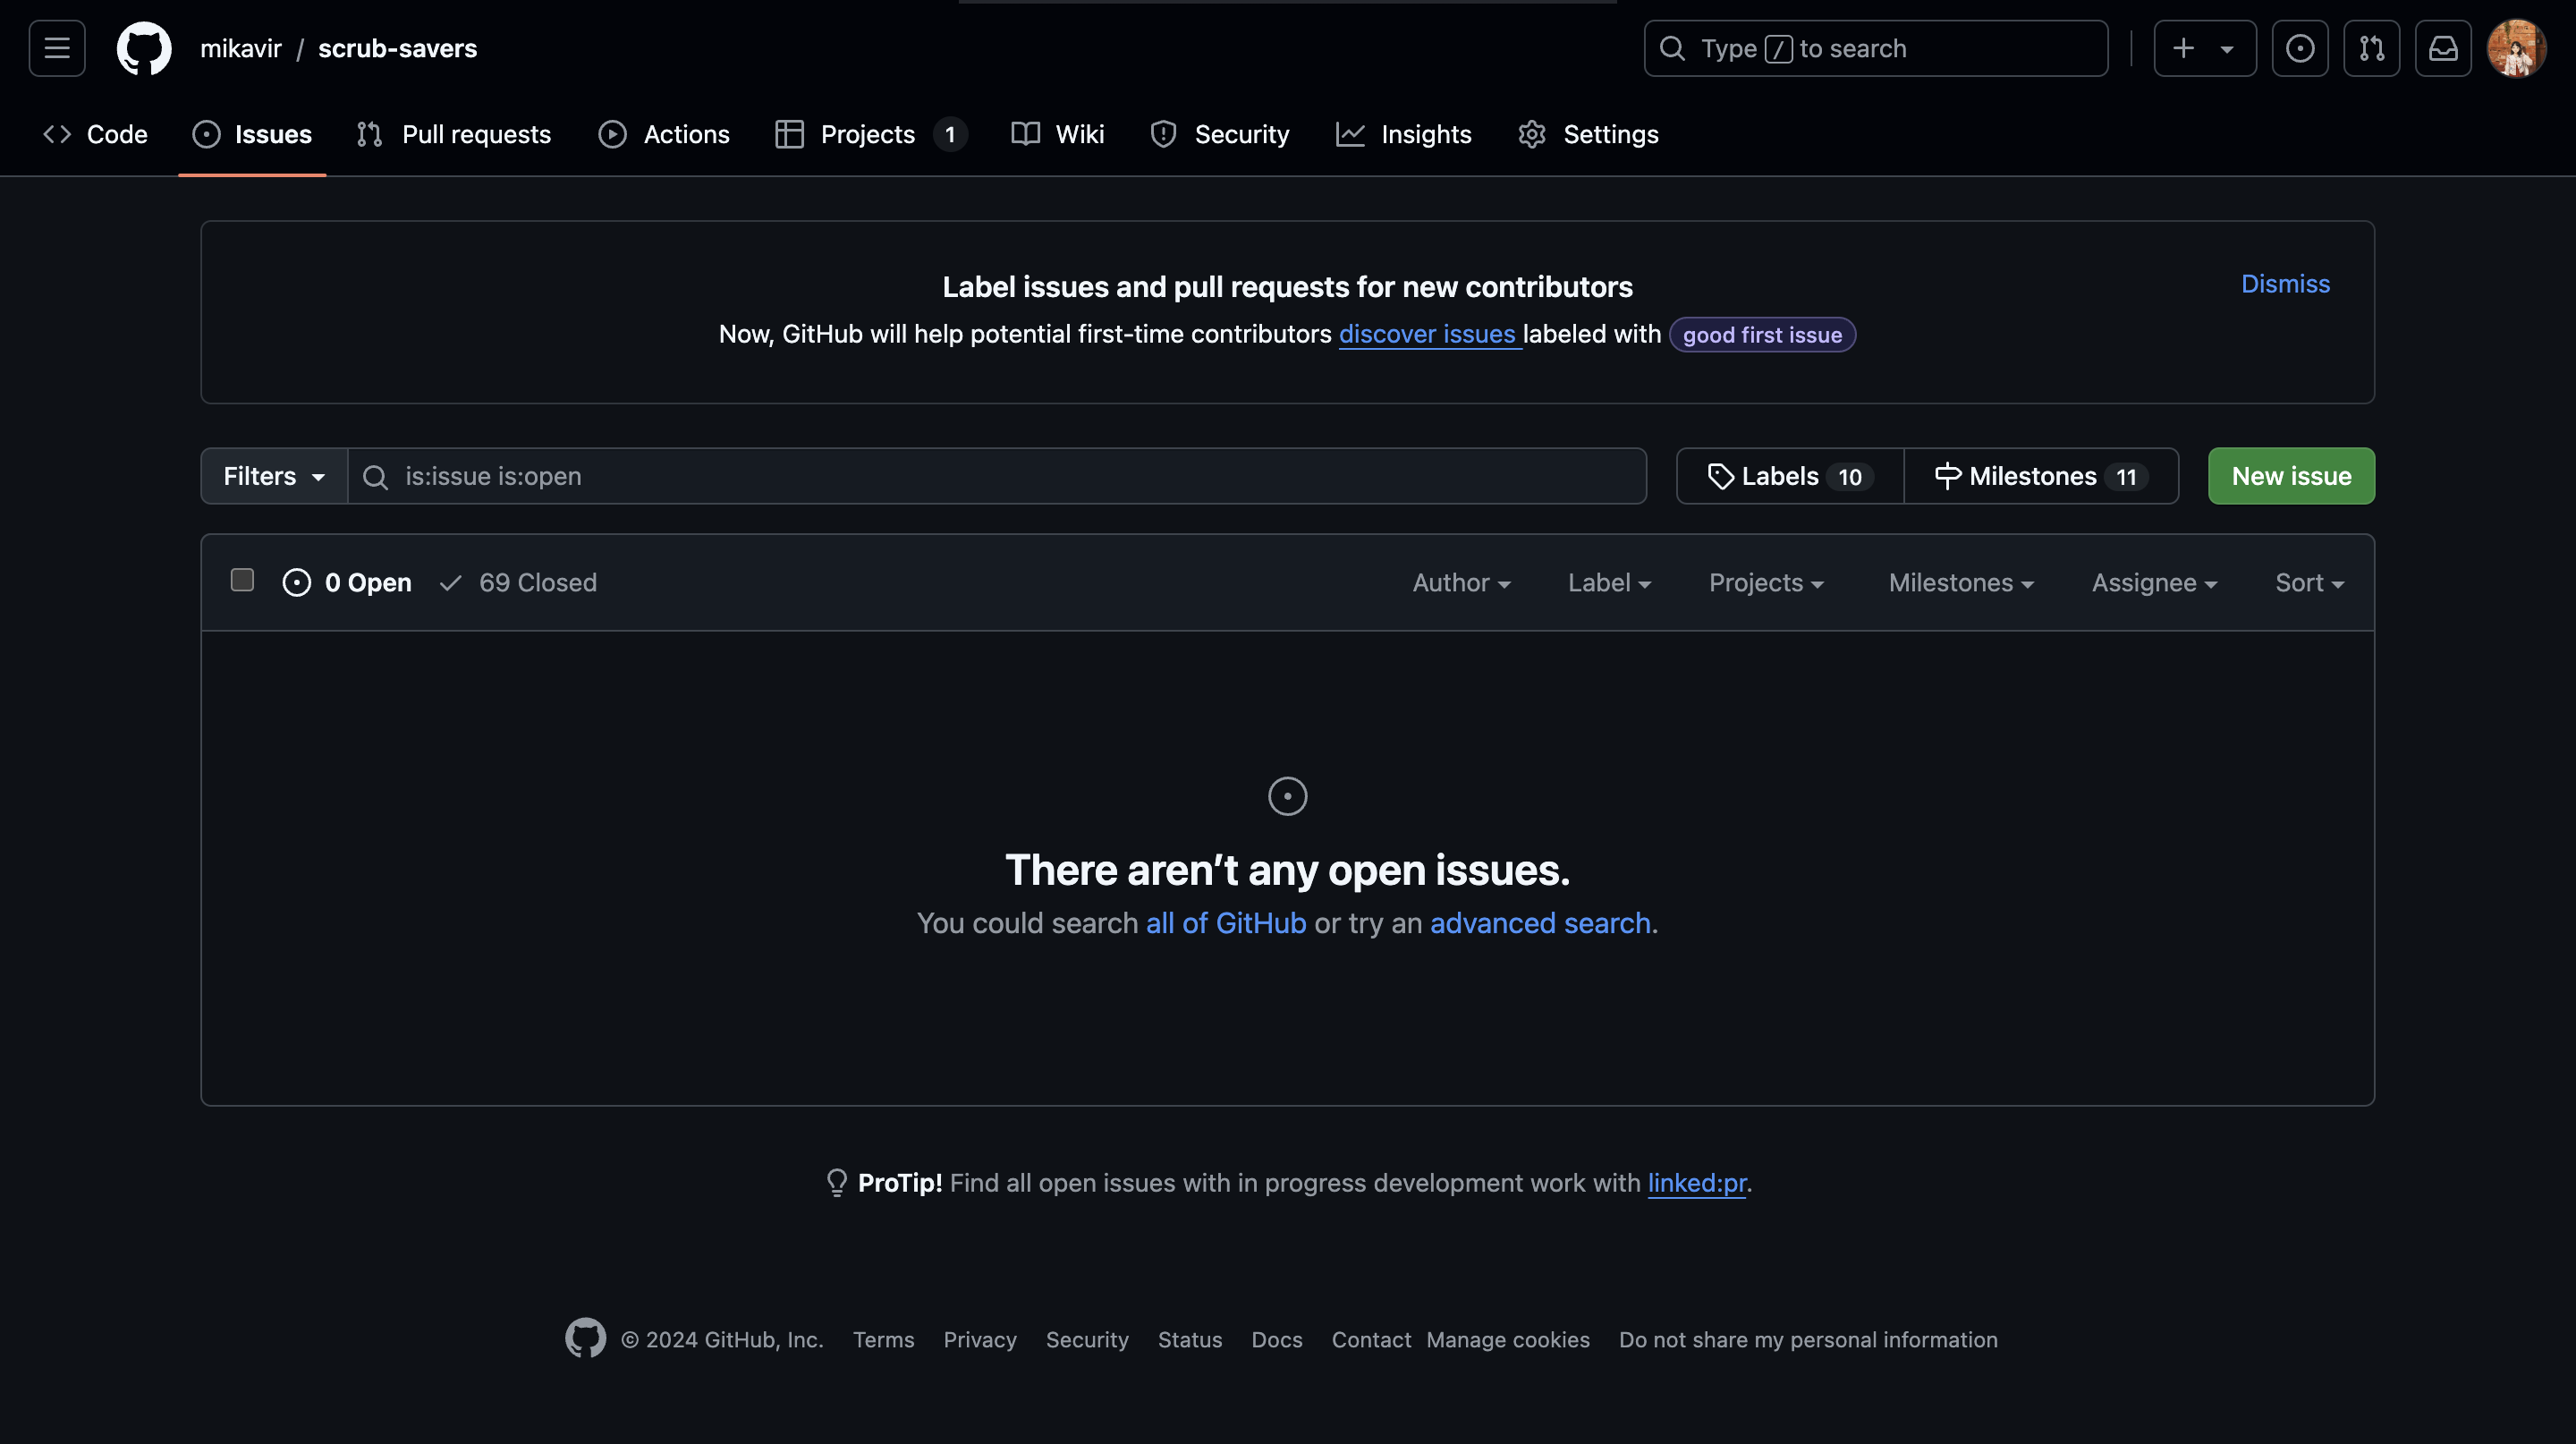 mikavir / scrub-savers
Type / to search
Code Issues Pull requests Actions Projects 1 Wiki Security Insights Settings
Label issues and pull requests for new contributors
Dismiss
Now, GitHub will help potential first-time contributors discover issues labeled with good first issue
Filters is:issue is:open Labels 10 Milestones 11 New issue
0 Open 69 Closed Author Label Projects Milestones Assignee Sort
There aren’t any open issues.
You could search all of GitHub or try an advanced search.
ProTip! Find all open issues with in progress development work with linked:pr.
© 2024 GitHub, Inc. Terms Privacy Security Status Docs Contact Manage cookies Do not share my personal information